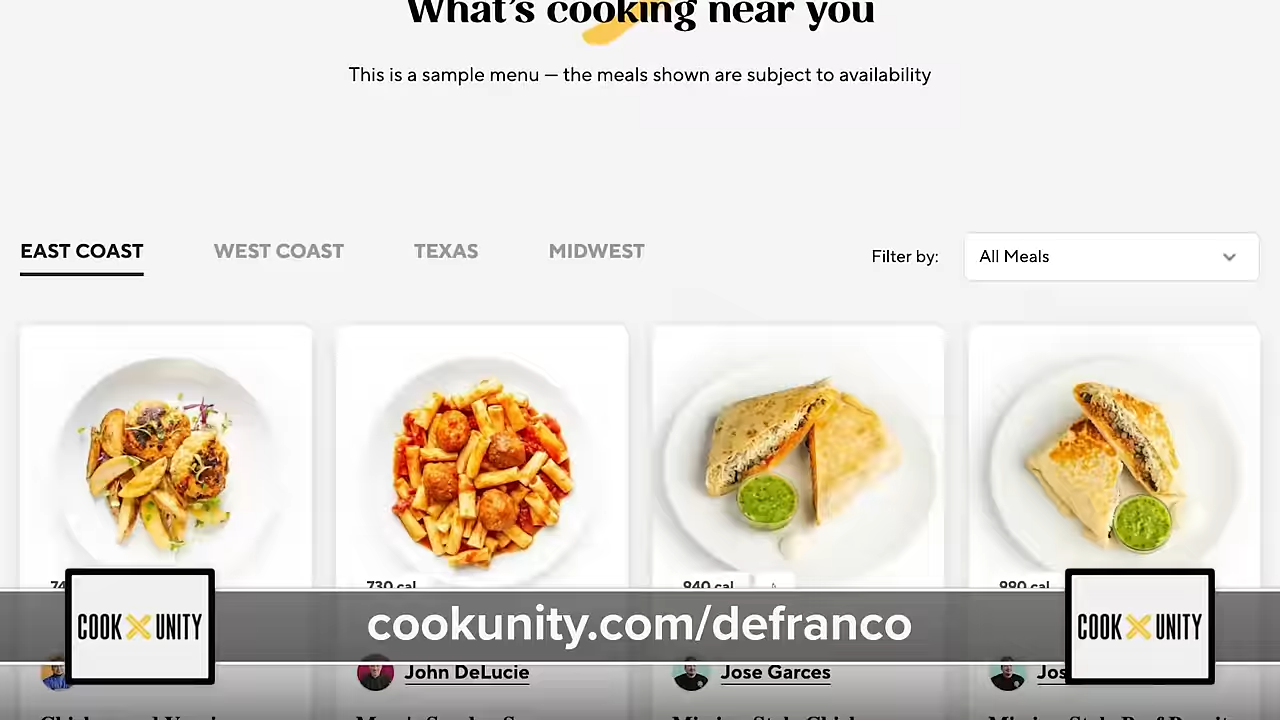 What's cooking near you
This is a sample menu — the meals shown are subject to availability
EAST COAST
WEST COAST
TEXAS
MIDWEST
Filter by:
All Meals
730 cal
940 cal
990 cal
COOK UNITY
cookunity.com/defranco
COOK UNITY
John DeLucie
Jose Garces